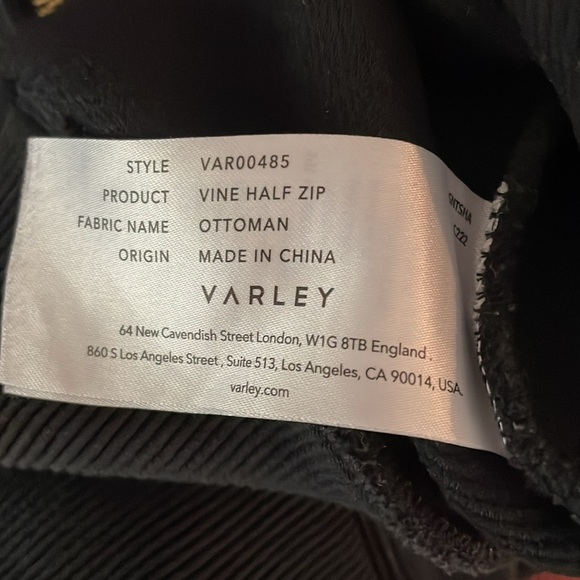 STYLE VAR00485
PRODUCT VINE HALF ZIP
FABRIC NAME OTTOMAN
ORIGIN MADE IN CHINA
VARLEY
64 New Cavendish Street London, W1G 8TB England.
860 S Los Angeles Street, Suite 513, Los Angeles, CA 90014, USA
varley.com